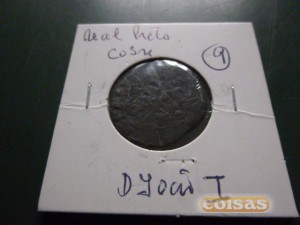 Real Preto
cobre
9
D João I
coisas